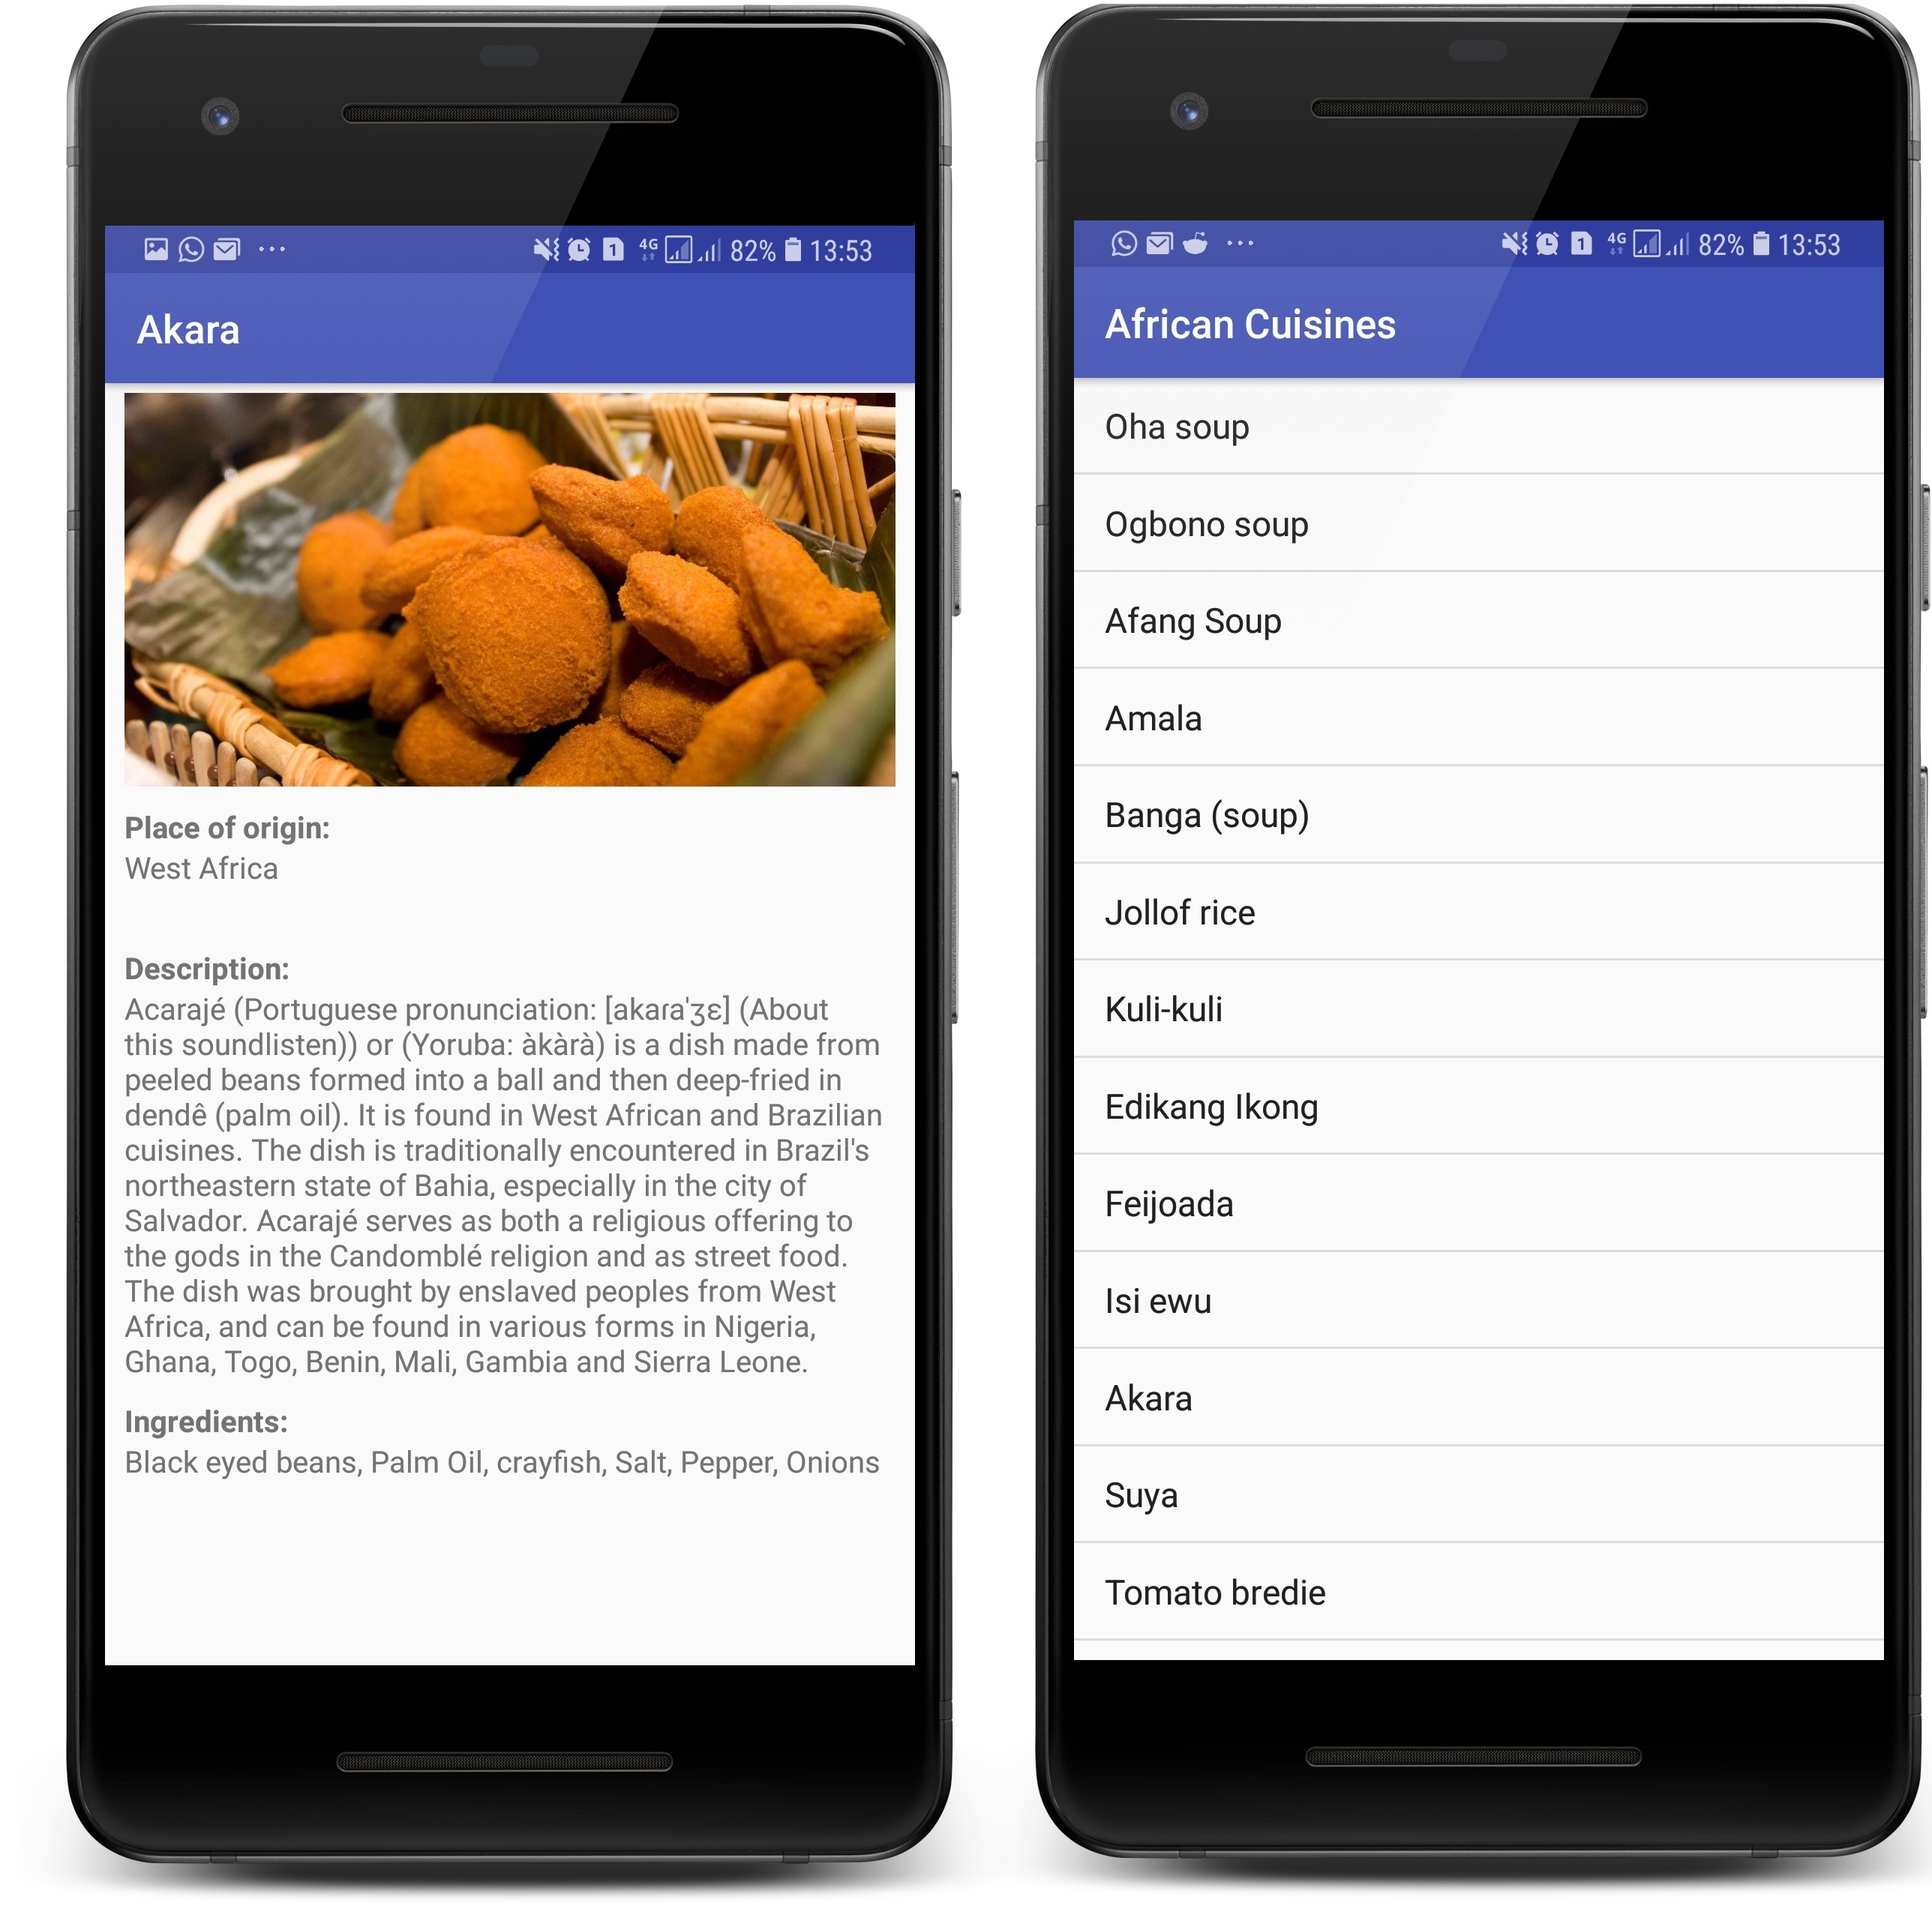 4G 82% 13:53
Akara
Place of origin:
West Africa
Description:
Acarajé (Portuguese pronunciation: [akaɾaˈʒɛ] (About
this soundlisten)) or (Yoruba: àkàrà) is a dish made from
peeled beans formed into a ball and then deep-fried in
dendê (palm oil). It is found in West African and Brazilian
cuisines. The dish is traditionally encountered in Brazil's
northeastern state of Bahia, especially in the city of
Salvador. Acarajé serves as both a religious offering to
the gods in the Candomblé religion and as street food.
The dish was brought by enslaved peoples from West
Africa, and can be found in various forms in Nigeria,
Ghana, Togo, Benin, Mali, Gambia and Sierra Leone.
Ingredients:
Black eyed beans, Palm Oil, crayfish, Salt, Pepper, Onions
1 4G 82% 13:53
African Cuisines
Oha soup
Ogbono soup
Afang Soup
Amala
Banga (soup)
Jollof rice
Kuli-kuli
Edikang Ikong
Feijoada
Isi ewu
Akara
Suya
Tomato bredie